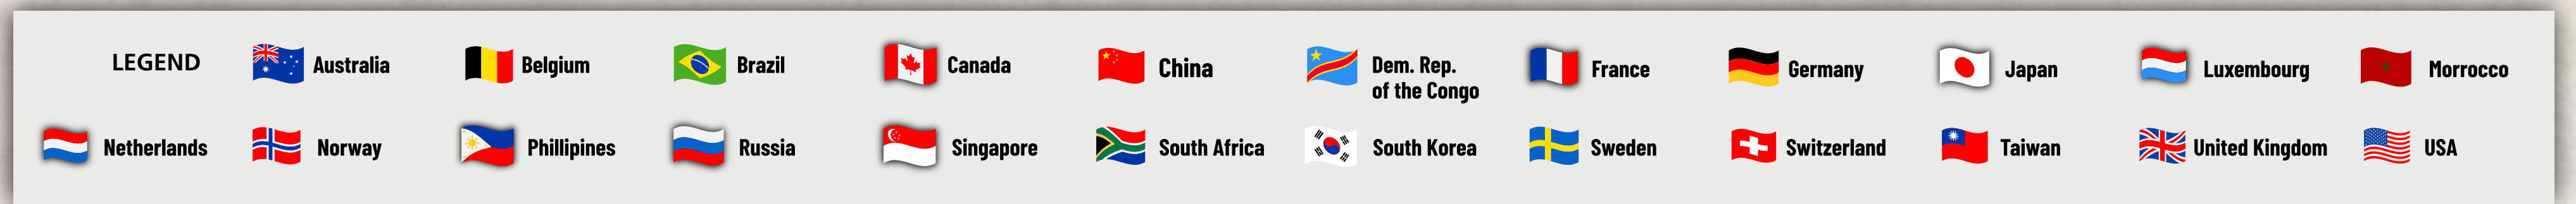 LEGEND
Australia
Belgium
Brazil
Canada
China
Dem. Rep.
of the Congo
France
Germany
Japan
Luxembourg
Morrocco
Netherlands
Norway
Phillipines
Russia
Singapore
South Africa
South Korea
Sweden
Switzerland
Taiwan
United Kingdom
USA